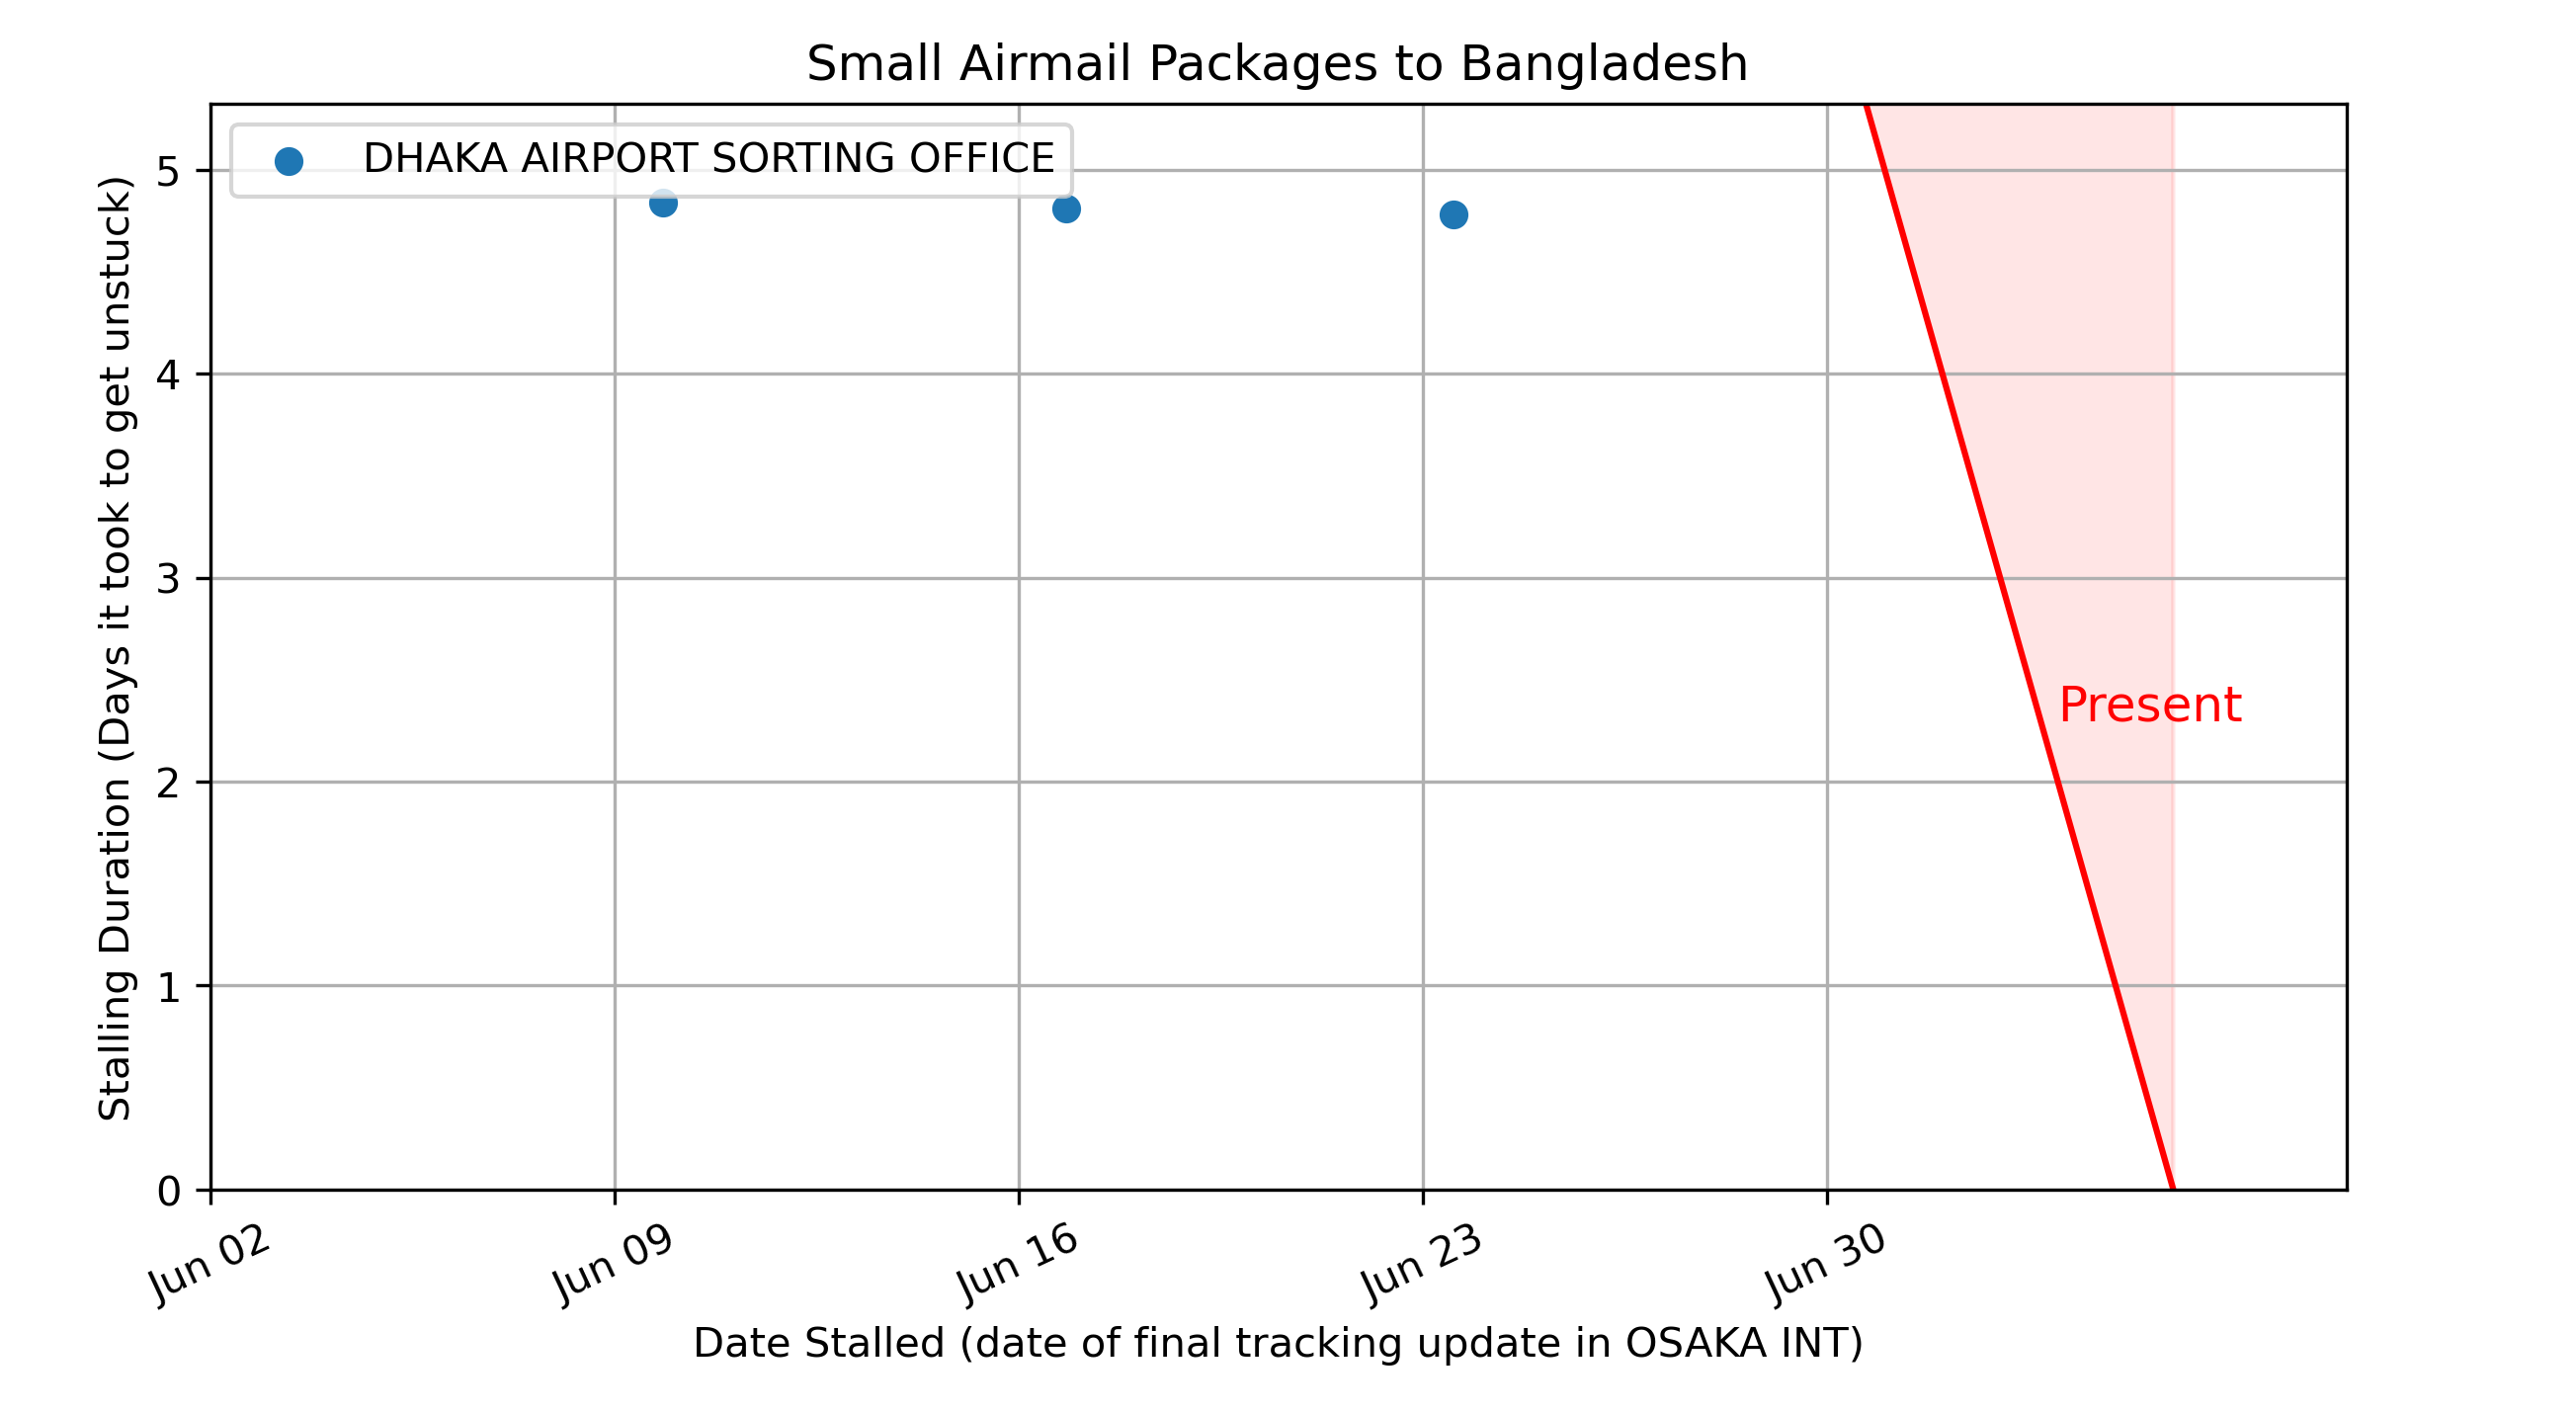 Small Airmail Packages to Bangladesh
DHAKA AIRPORT SORTING OFFICE
Stalling Duration (Days it took to get unstuck)
5
4
3
2
1
0
Present
Jun 02
Jun 09
Jun 16
Jun 23
Jun 30
Date Stalled (date of final tracking update in OSAKA INT)